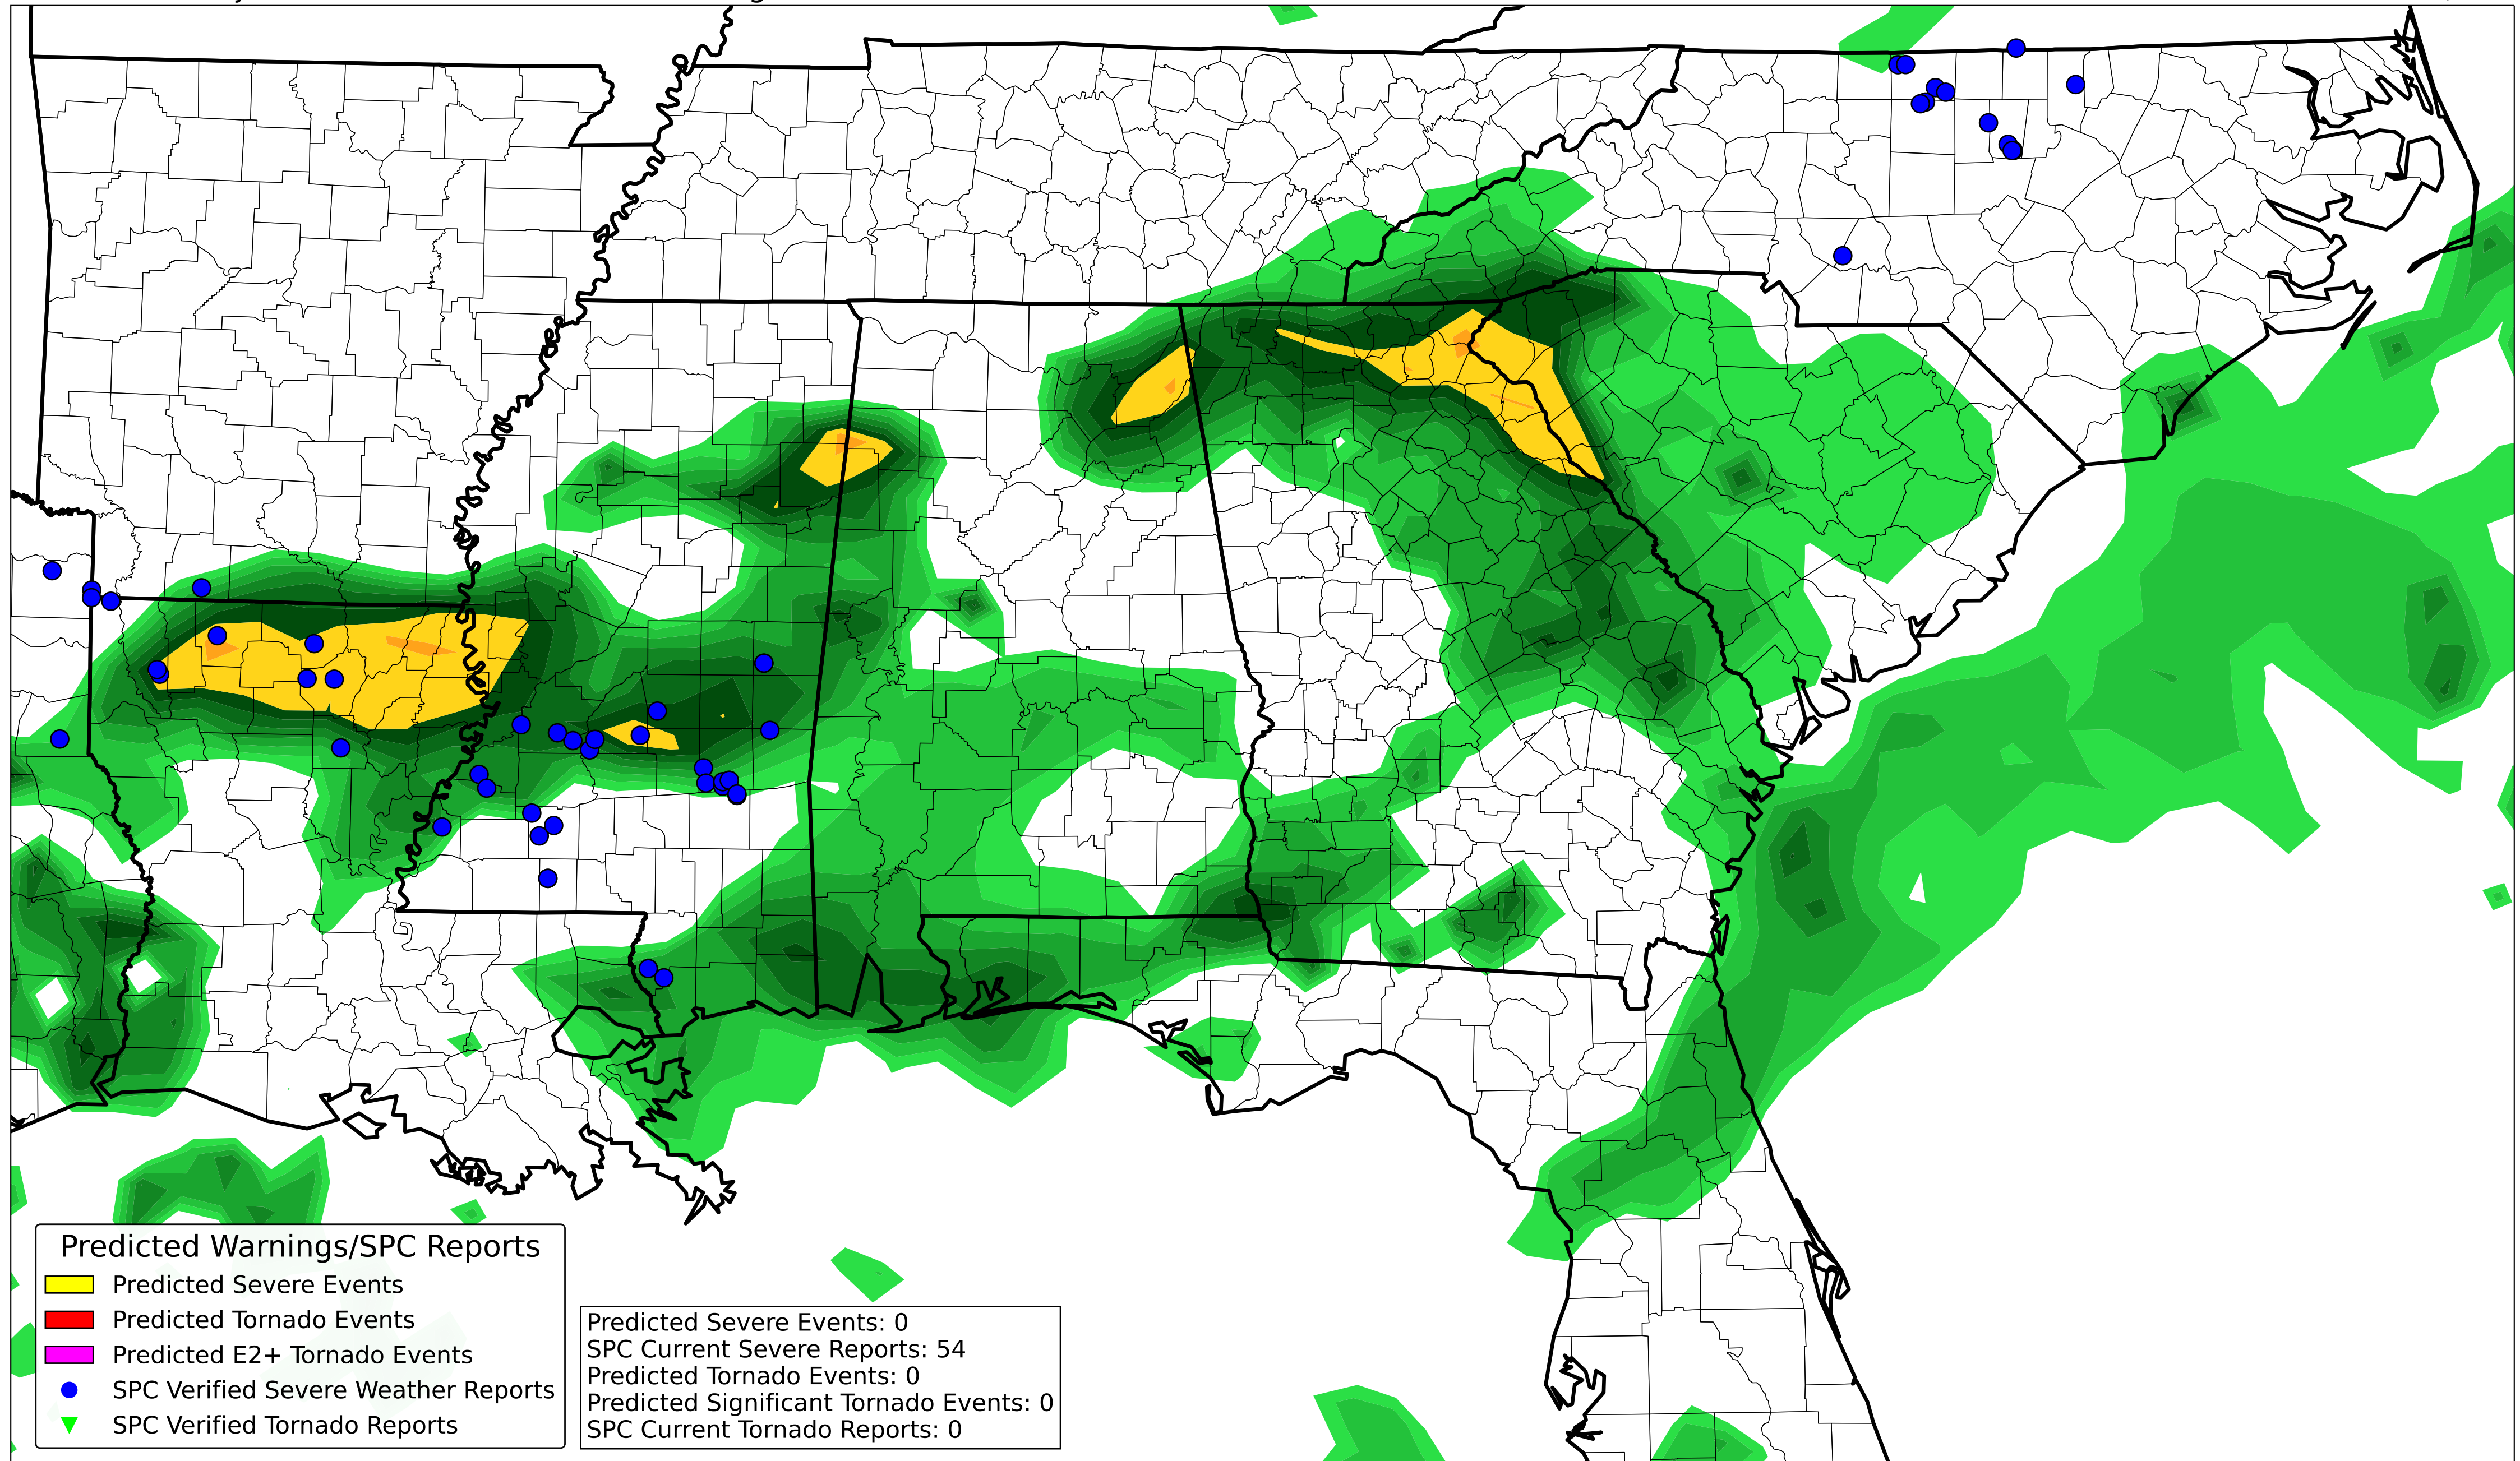 Predicted Warnings/SPC Reports
Predicted Severe Events
Predicted Tornado Events
Predicted E2+ Tornado Events
SPC Verified Severe Weather Reports
SPC Verified Tornado Reports
Predicted Severe Events: 0
SPC Current Severe Reports: 54
Predicted Tornado Events: 0
Predicted Significant Tornado Events: 0
SPC Current Tornado Reports: 0